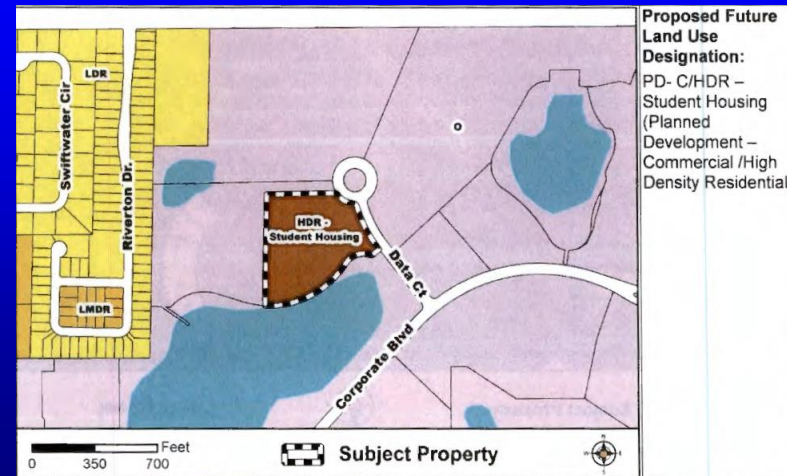 Proposed Future
Land Use
Designation:
PD- C/HDR –
Student Housing
(Planned
Development –
Commercial /High
Density Residential
LDR
Swiftwater Cir
Riverton Dr.
O
HDR -
Student Housing
Data Ct
LMDR
Corporate Blvd
Feet
0 350 700
Subject Property